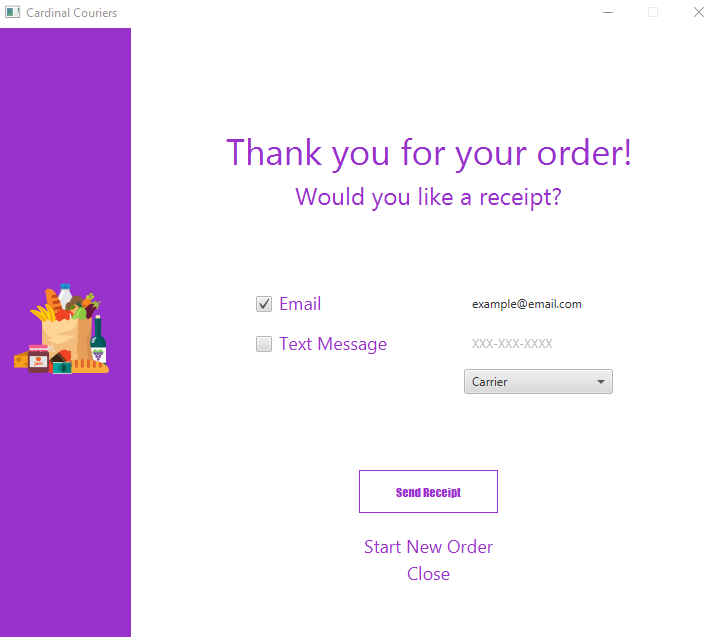 Cardinal Couriers
Thank you for your order!
Would you like a receipt?
Email
example@email.com
Text Message
XXX-XXX-XXXX
Carrier
Send Receipt
Start New Order
Close